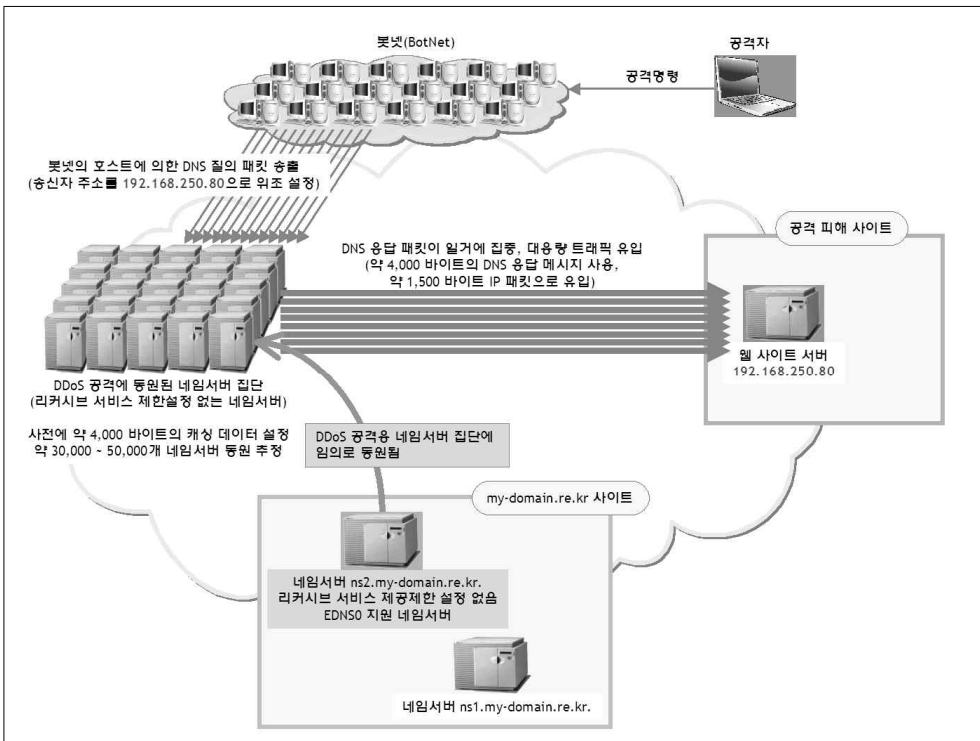 봇넷(BotNet)
공격자
공격명령
봇넷의 호스트에 의한 DNS 질의 패킷 송출
(송신자 주소를 192.168.250.80으로 위조 설정)
공격 피해 사이트
DNS 응답 패킷이 일거에 집중, 대용량 트래픽 유입
(약 4,000 바이트의 DNS 응답 메시지 사용,
약 1,500 바이트 IP 패킷으로 유입)
웹 사이트 서버
192.168.250.80
DDoS 공격에 동원된 네임서버 집단
(리커시브 서비스 제한설정 없는 네임서버)
사전에 약 4,000 바이트의 캐싱 데이터 설정
약 30,000 ~ 50,000개 네임서버 동원 추정
DDoS 공격용 네임서버 집단에
임의로 동원됨
my-domain.re.kr 사이트
네임서버 ns2.my-domain.re.kr.
리커시브 서비스 제공제한 설정 없음
EDNS0 지원 네임서버
네임서버 ns1.my-domain.re.kr.